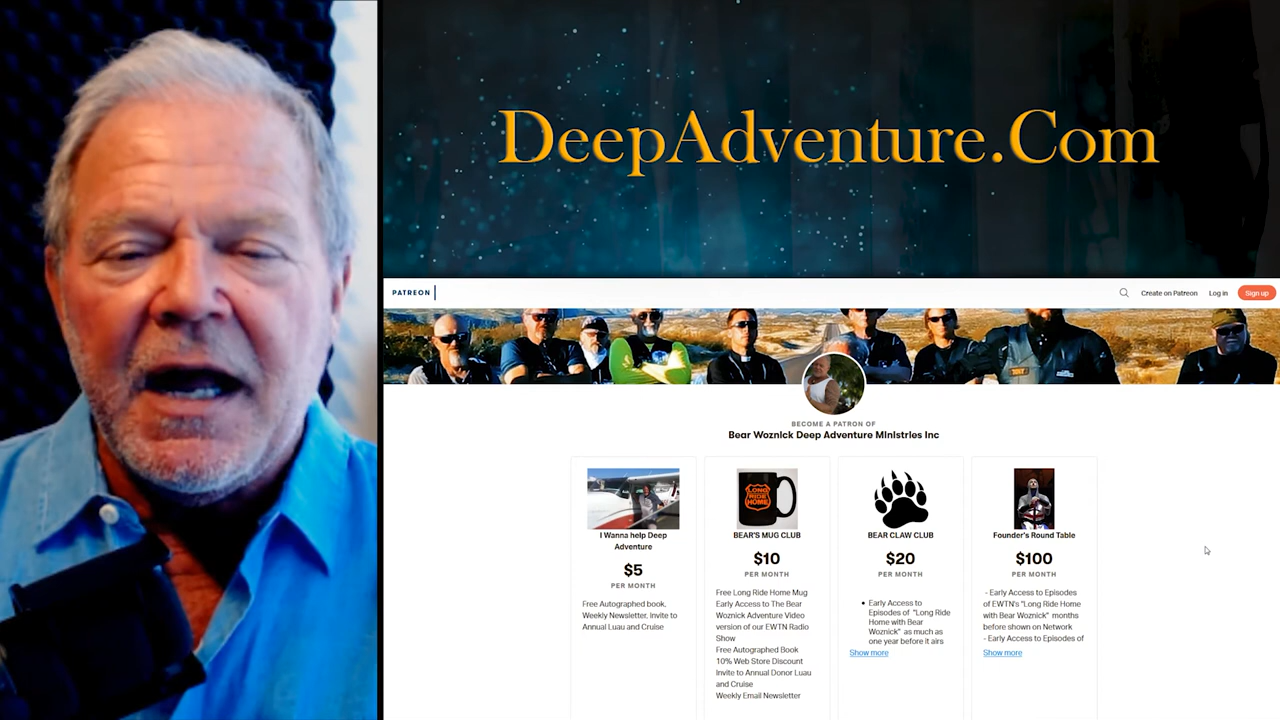 DeepAdventure.Com
PATREON
Create on Patreon
Log in
Sign up
BECOME A PATRON OF
Bear Woznick Deep Adventure Ministries Inc
I Wanna help Deep
Adventure
$5
PER MONTH
Free Autographed book.
Weekly Newsletter, Invite to
Annual Luau and Cruise
LONG
RIDE
HOME
BEAR'S MUG CLUB
$10
PER MONTH
Free Long Ride Home Mug
Early Access to The Bear
Woznick Adventure Video
version of our EWTN Radio
Show
Free Autographed Book
10% Web Store Discount
Invite to Annual Donor Luau
and Cruise
Weekly Email Newsletter
BEAR CLAW CLUB
$20
PER MONTH
• Early Access to
Episodes of "Long Ride
Home with Bear
Woznick" as much as
one year before it airs
Show more
Founder's Round Table
$100
PER MONTH
- Early Access to Episodes
of EWTN's "Long Ride Home
with Bear Woznick" months
before shown on Network
- Early Access to Episodes of
Show more